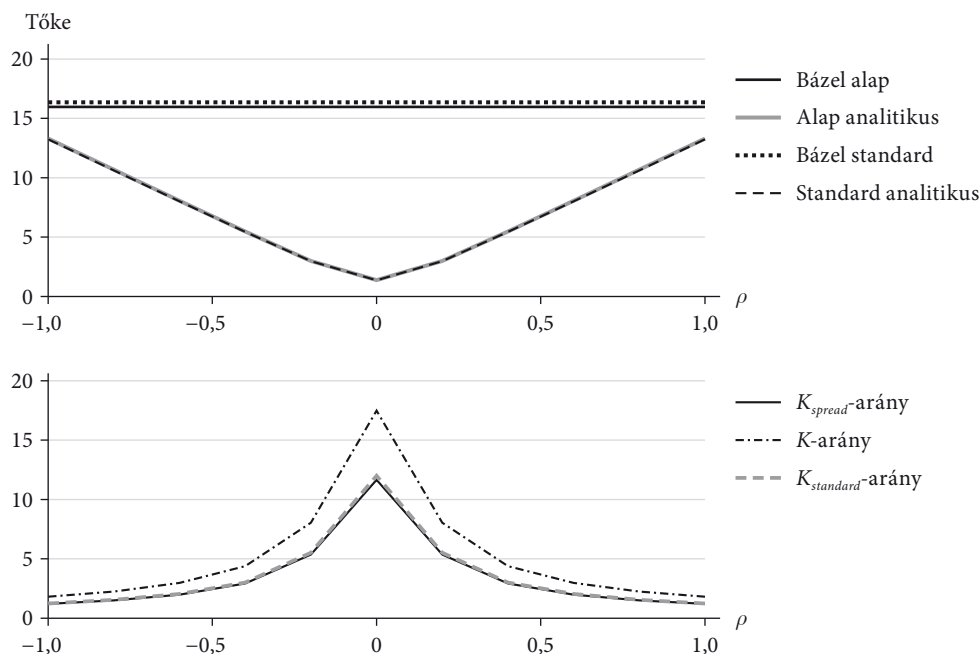 Tőke
20
15
10
5
0
−1,0
−0,5
0
0,5
1,0
ρ
Bázel alap
Alap analitikus
Bázel standard
Standard analitikus
20
15
10
5
0
−1,0
−0,5
0
0,5
1,0
ρ
Kspread-arány
K-arány
Kstandard-arány